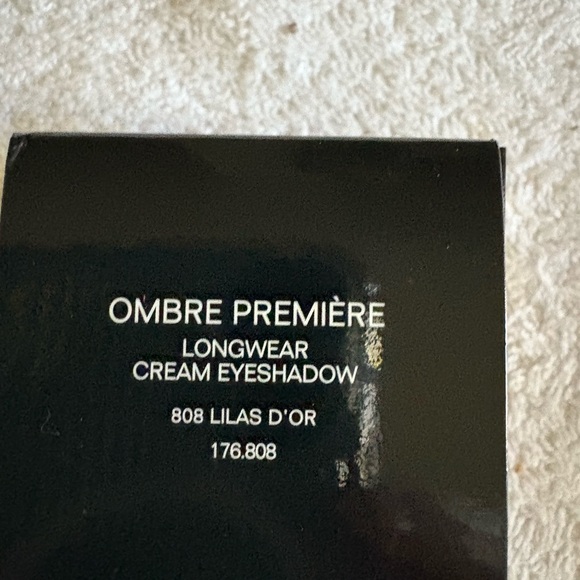 OMBRE PREMIÈRE
LONGWEAR
CREAM EYESHADOW
808 LILAS D'OR
176.808